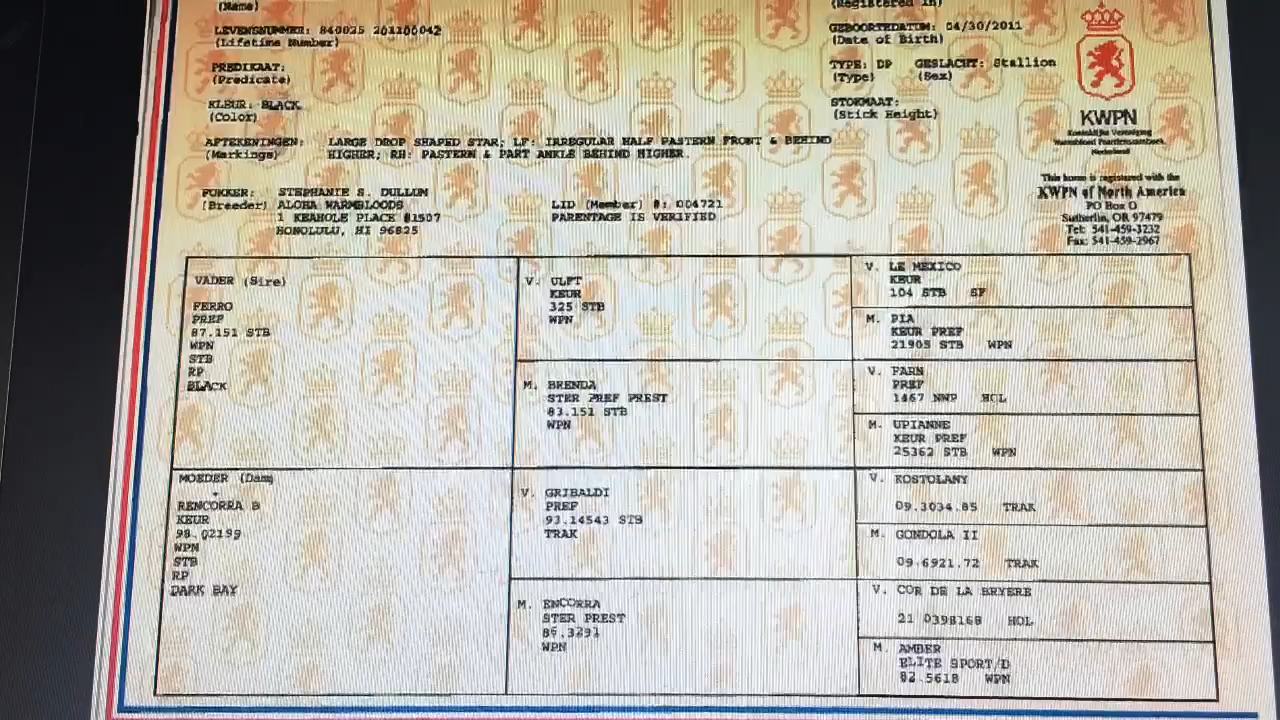 (Name)
(Registered In)
LEVENSNUMMER: 840025 201100042
(Lifetime Number)
GEBOORTEDATUM: 04/30/2011
(Date of Birth)
PREDIKAAT:
(Predicate)
TYPE: DP GESLACHT: Stallion
(Type) (Sex)
KLEUR: BLACK
(Color)
STOKMAAT:
(Stick Height)
KWPN
Koninklijke Vereniging
Warmbloed Paardenstamboek
Nederland
AFTEKENINGEN: LARGE DROP SHAPED STAR; LF: IRREGULAR HALF PASTERN FRONT & BEHIND
(Markings) HIGHER; RH: PASTERN & PART ANKLE BEHIND HIGHER.
This horse is registered with the
KWPN of North America
PO Box 0
Sutherlin, OR 97479
Tel: 541-459-3232
Fax: 541-459-2967
FOKKER: STEPHANIE S. DULLUM
(Breeder) ALOHA WARMBLOODS
1 KEAHOLE PLACE #1507
HONOLULU, HI 96825
LID (Member) #: 004721
PARENTAGE IS VERIFIED
VADER (Sire)
FERRO
PREF
87.151 STB
WPN
STB
RP
BLACK
V. ULFT
KEUR
325 STB
WPN
V. LE MEXICO
KEUR
104 STB SF
M. PIA
KEUR PREF
21905 STB WPN
M. BRENDA
STER PREF PREST
83.151 STB
WPN
V. FARN
PREF
1467 NWP HOL
M. UPIANNE
KEUR PREF
25362 STB WPN
MOEDER (Dam)
RENCORRA B
KEUR
98.02199
WPN
STB
RP
DARK BAY
V. GRIBALDI
PREF
93.14543 STB
TRAK
V. KOSTOLANY
09.3034.85 TRAK
M. GONDOLA II
09.6921.72 TRAK
M. ENCORRA
STER PREST
86.3291
WPN
V. COR DE LA BRYERE
21 0398168 HOL
M. AMBER
ELITE SPORT/D
82.5618 WPN